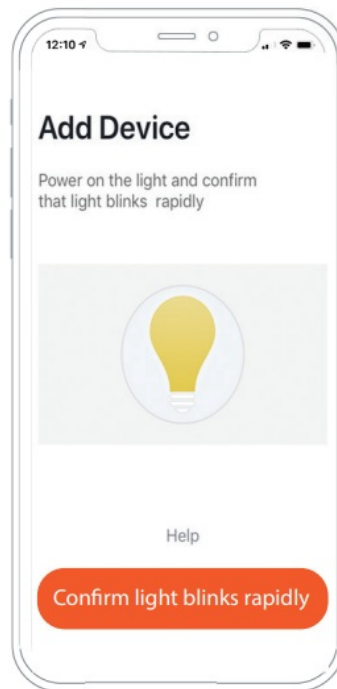 12:10
Add Device
Power on the light and confirm
that light blinks rapidly
Help
Confirm light blinks rapidly